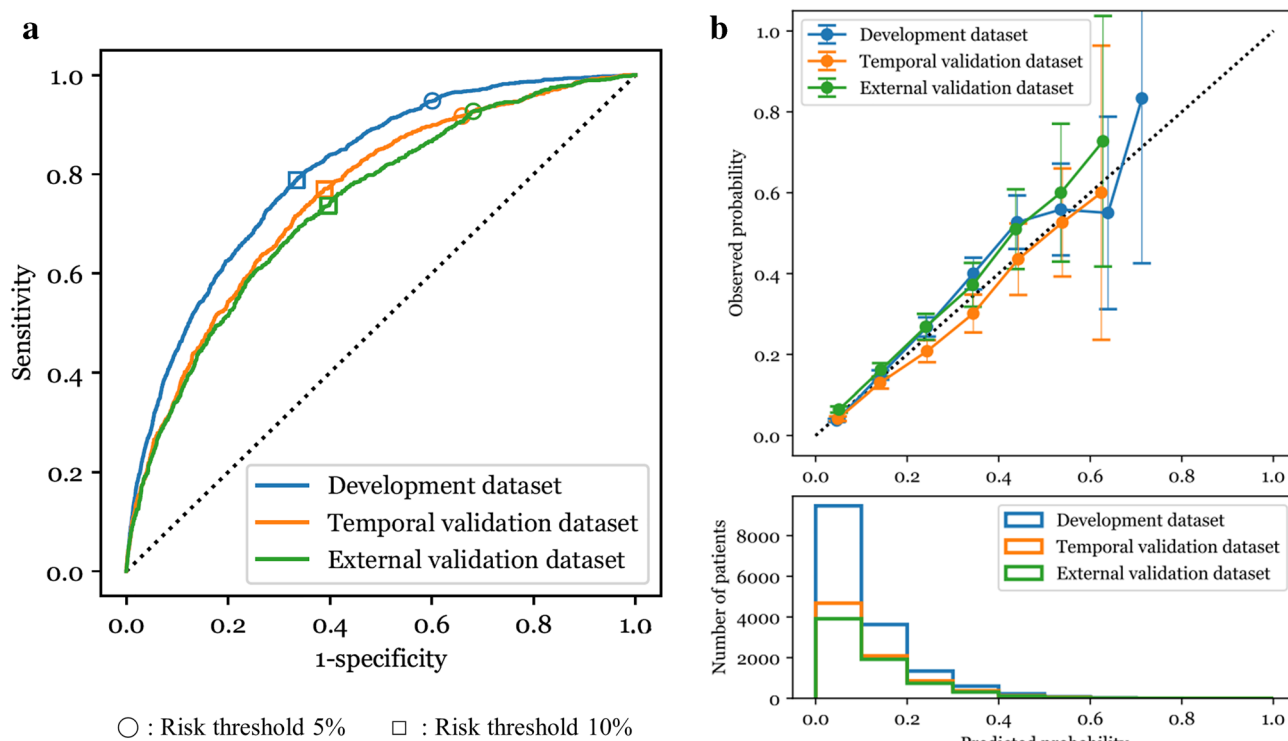 a
1.0
0.8
0.6
0.4
0.2
0.0
Sensitivity
Development dataset
Temporal validation dataset
External validation dataset
0.0 0.2 0.4 0.6 0.8 1.0
1-specificity
: Risk threshold 5% : Risk threshold 10%
b
1.0
0.8
0.6
0.4
0.2
0.0
Observed probability
Development dataset
Temporal validation dataset
External validation dataset
0.0 0.2 0.4 0.6 0.8 1.0
8000
6000
4000
2000
0
Number of patients
Development dataset
Temporal validation dataset
External validation dataset
0.0 0.2 0.4 0.6 0.8 1.0
Predicted probability